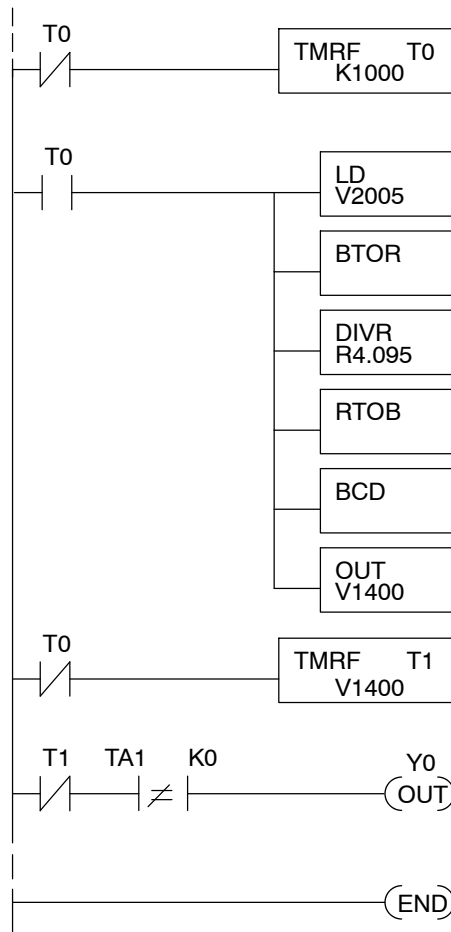 T0
TMRF T0
K1000
T0
LD
V2005
BTOR
DIVR
R4.095
RTOB
BCD
OUT
V1400
T0
TMRF T1
V1400
T1 TA1 K0 Y0
≠ OUT
END